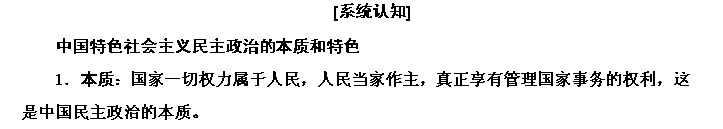 [系统认知]
中国特色社会主义民主政治的本质和特色
1．本质：国家一切权力属于人民，人民当家作主，真正享有管理国家事务的权利，这
是中国民主政治的本质。